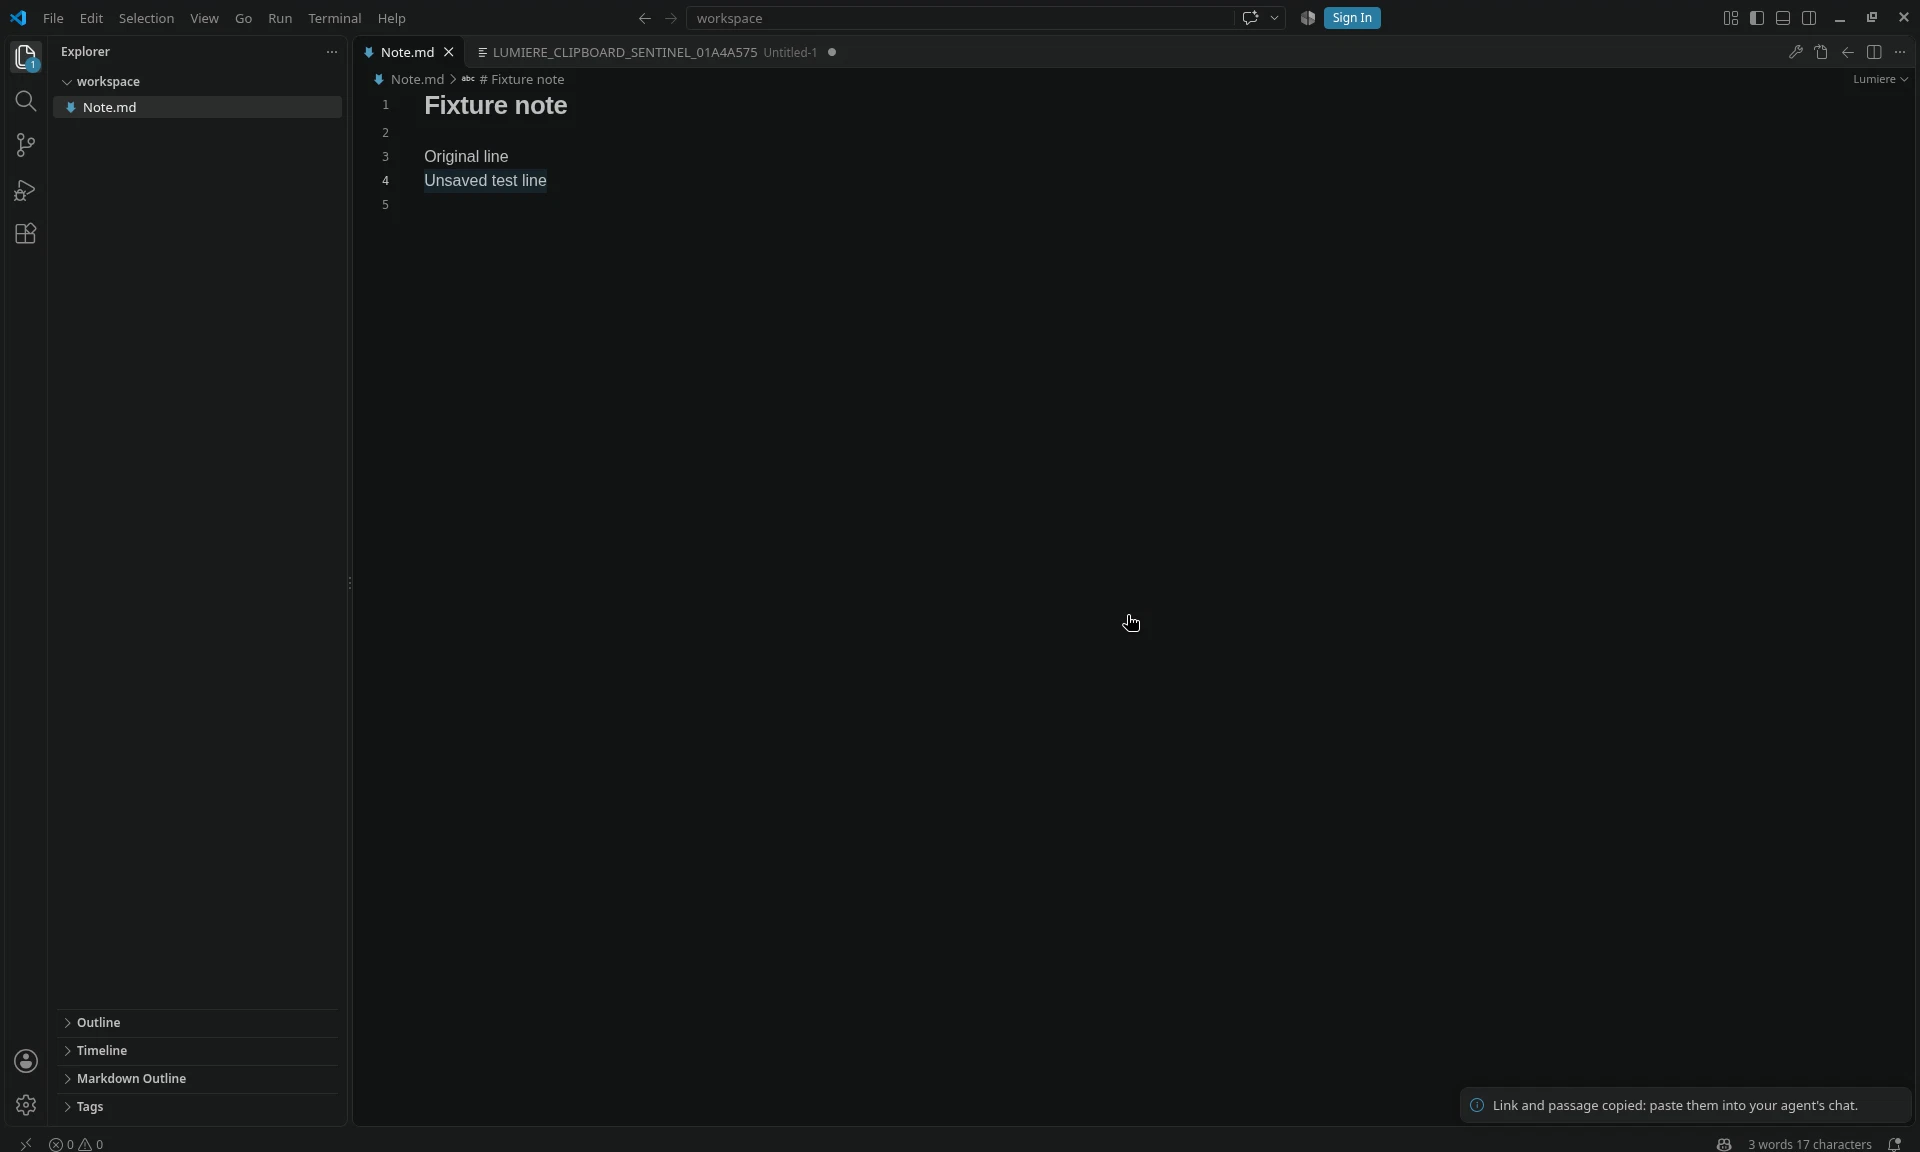 File Edit Selection View Go Run Terminal Help
workspace
Sign In
Explorer
Note.md
LUMIERE_CLIPBOARD_SENTINEL_01A4A575 Untitled-1
1
workspace
Note.md > abc # Fixture note
Lumiere
Note.md
1 Fixture note
2
3 Original line
4 Unsaved test line
5
Outline
Timeline
Markdown Outline
Tags
Link and passage copied: paste them into your agent's chat.
0 0
3 words 17 characters